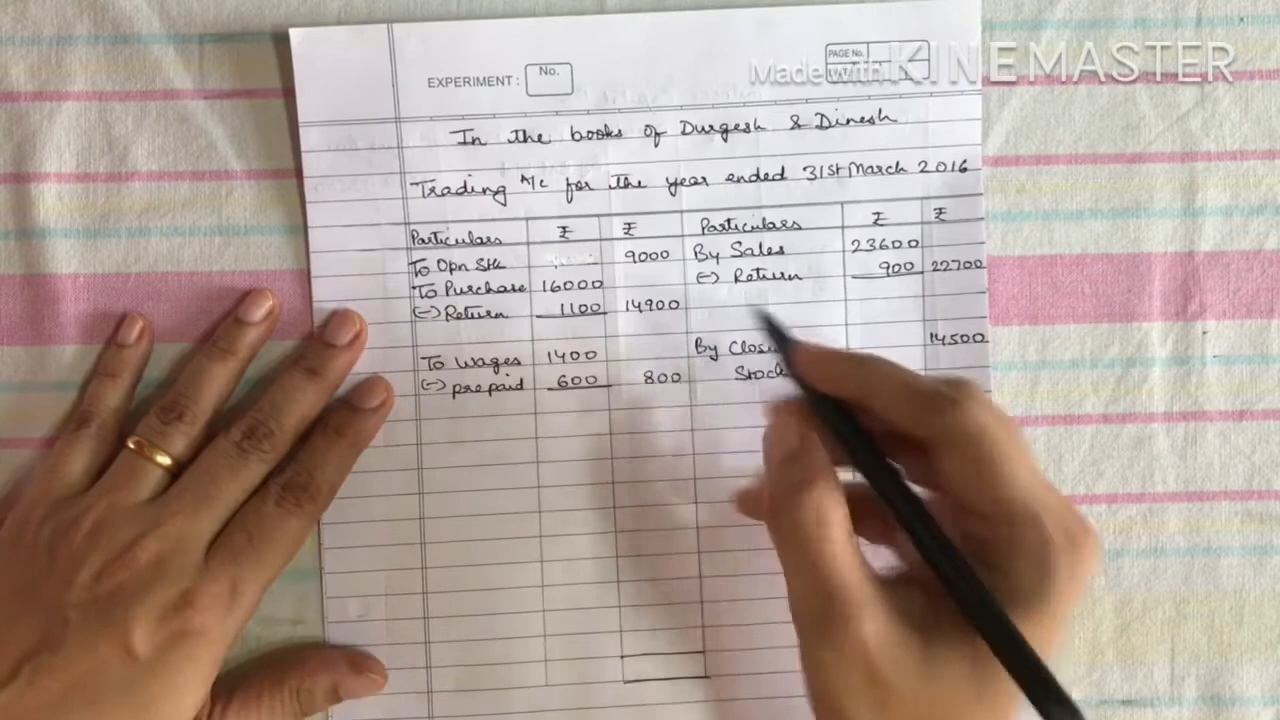 EXPERIMENT : No. PAGE No.
Made with KINEMASTER
In the books of Durgesh & Dinesh
Trading A/c for the year ended 31st March 2016
Particulars ₹ ₹ Particulars ₹ ₹
To Opn Stk 9000 By Sales 23600
To Purchase 16000 (-) Return 900 22700
(-) Return 1100 14900
To Wages 1400 By 14500
(-) prepaid 600 800 Stock